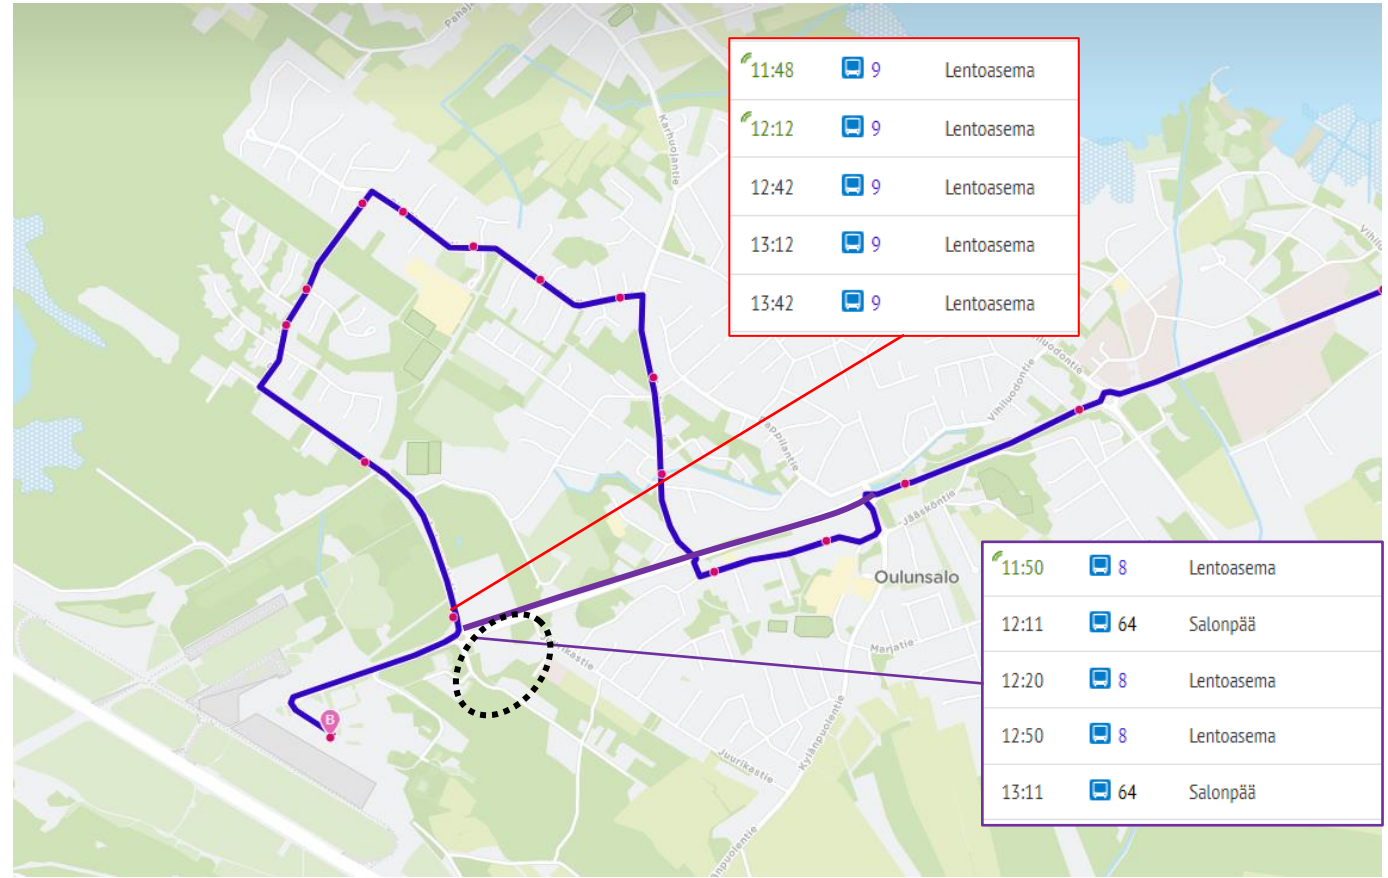 Karhuojantie
11:48 9 Lentoasema
12:12 9 Lentoasema
12:42 9 Lentoasema
13:12 9 Lentoasema
13:42 9 Lentoasema
Vihiluodontie
Jääsköntie
Oulunsalo
11:50 8 Lentoasema
12:11 64 Salonpää
12:20 8 Lentoasema
12:50 8 Lentoasema
13:11 64 Salonpää
Marjatie
Kylänpuolentie
Juurikastie
B